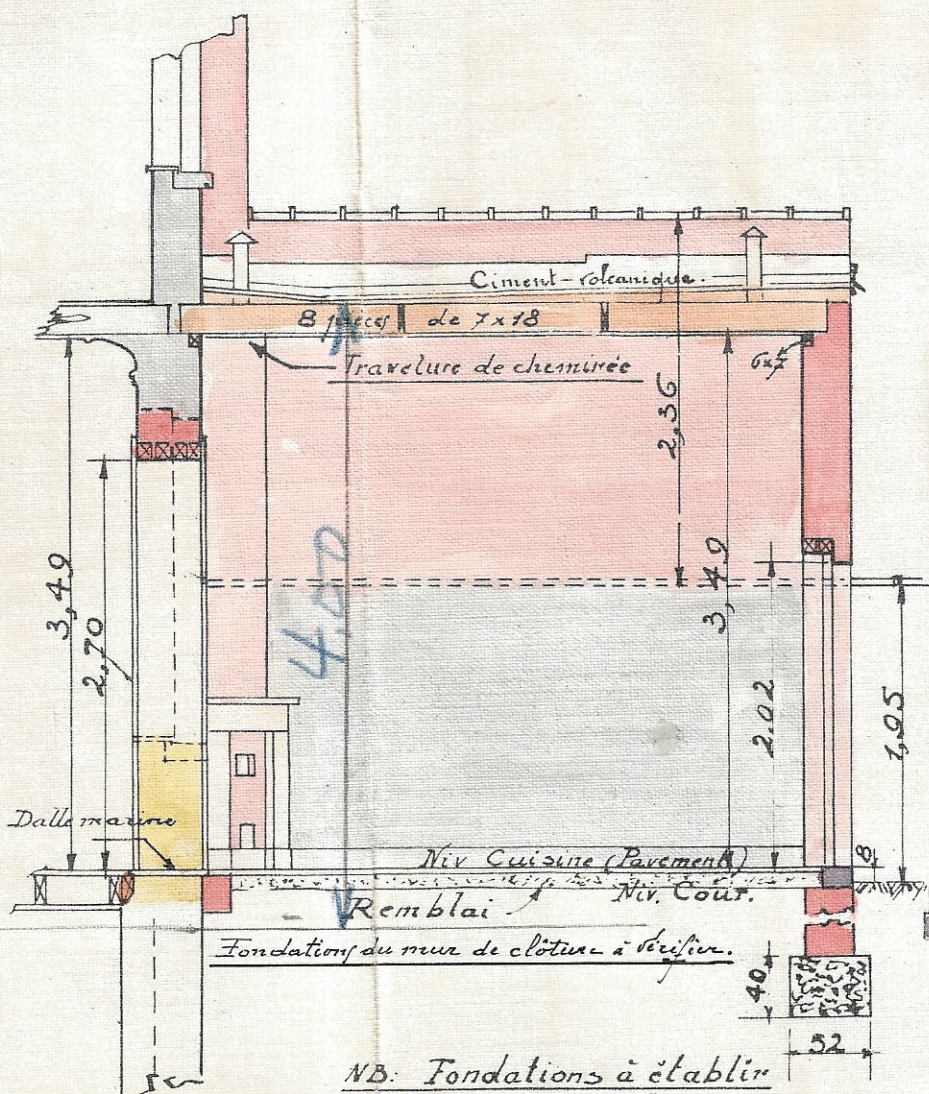 Ciment-volcanique.
8 pièces de 7x18
Travelure de cheminée
6x7
2,36
3,49
2,70
4.00
3,49
2.02
1,95
Dalle marine
Niv Cuisine (Pavement)
8
Niv. Cour.
Remblai
Fondations du mur de clôture à vérifier.
40
52
NB: Fondations à établir